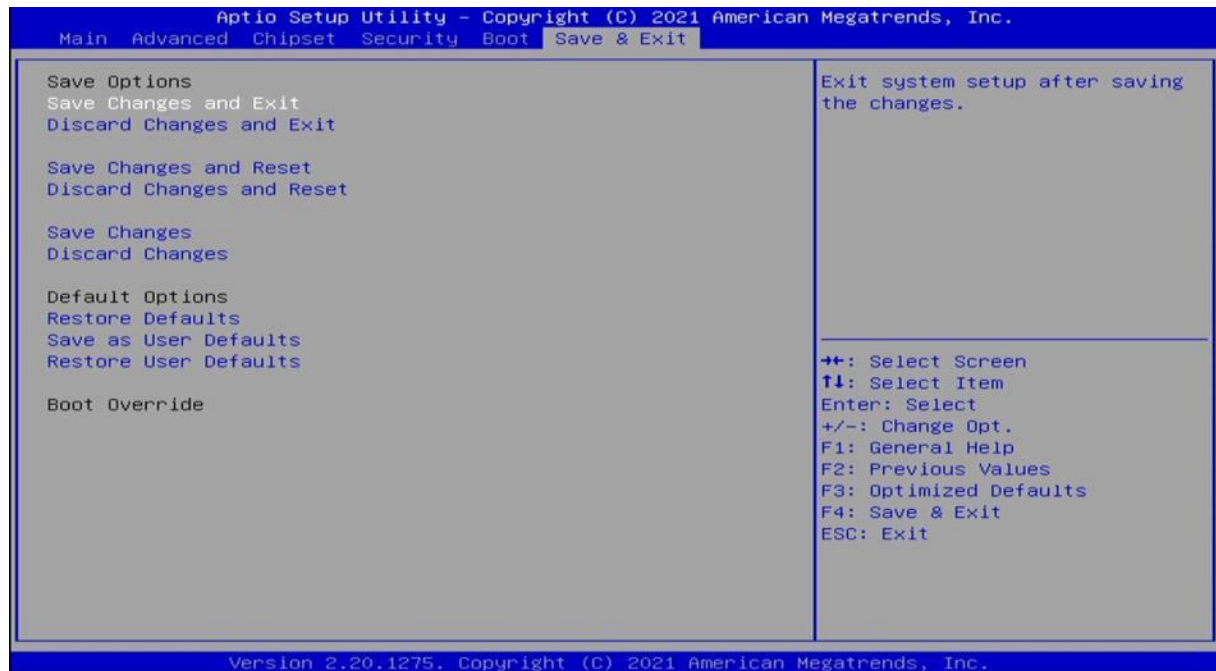 Aptio Setup Utility – Copyright (C) 2021 American Megatrends, Inc.
Main Advanced Chipset Security Boot Save & Exit
Save Options
Save Changes and Exit
Discard Changes and Exit
Save Changes and Reset
Discard Changes and Reset
Save Changes
Discard Changes
Default Options
Restore Defaults
Save as User Defaults
Restore User Defaults
Boot Override
Exit system setup after saving
the changes.
→←: Select Screen
↑↓: Select Item
Enter: Select
+/-: Change Opt.
F1: General Help
F2: Previous Values
F3: Optimized Defaults
F4: Save & Exit
ESC: Exit
Version 2.20.1275. Copyright (C) 2021 American Megatrends, Inc.